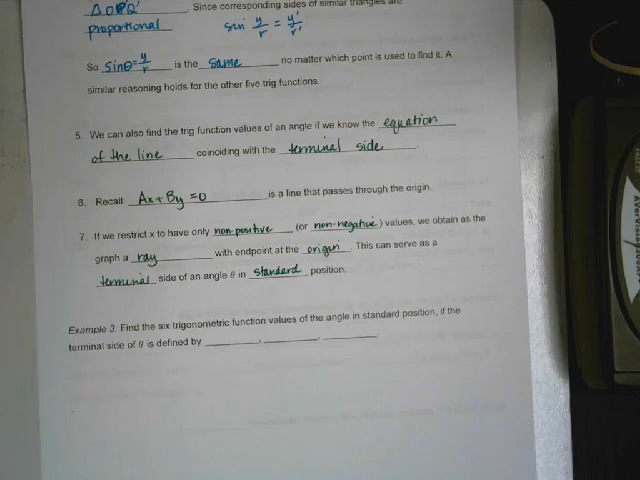 △OP'Q'. Since corresponding sides of similar triangles are
proportional sin y/r = y'/r'
So sinθ=y/r is the same no matter which point is used to find it. A
similar reasoning holds for the other five trig functions.
5. We can also find the trig function values of an angle if we know the equation
of the line coinciding with the terminal side.
6. Recall Ax+By=0 is a line that passes through the origin.
7. If we restrict x to have only non-positive (or non-negative) values, we obtain as the
graph a ray with endpoint at the origin. This can serve as a
terminal side of an angle θ in standard position.
Example 3. Find the six trigonometric function values of the angle in standard position, if the
terminal side of θ is defined by ______, ______, ______.